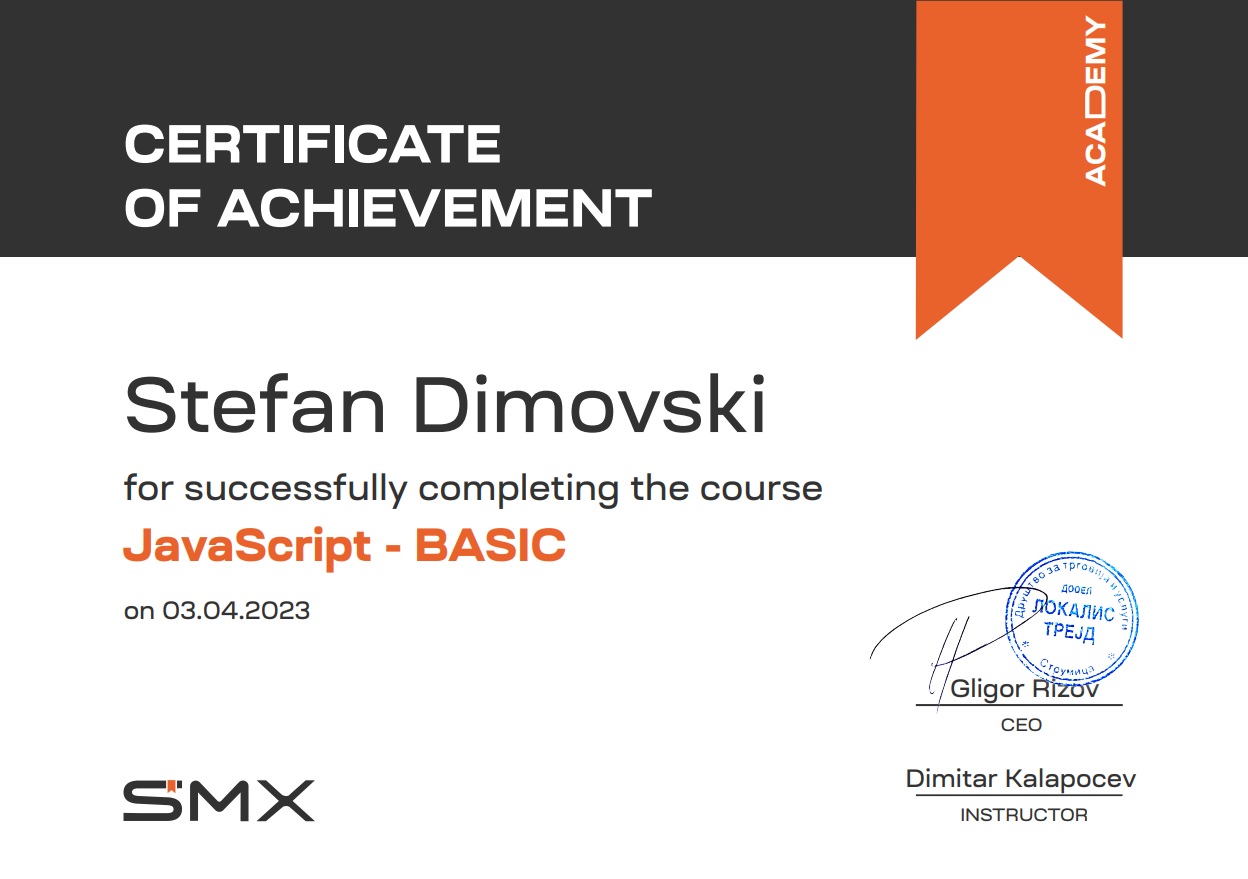 ACADEMY
CERTIFICATE
OF ACHIEVEMENT
Stefan Dimovski
for successfully completing the course
JavaScript - BASIC
on 03.04.2023
Друштво за трговија и услуги
ДООЕЛ
ЛОКАЛИС
ТРЕЈД
Струмица
Gligor Rizov
CEO
Dimitar Kalapocev
INSTRUCTOR
SMX